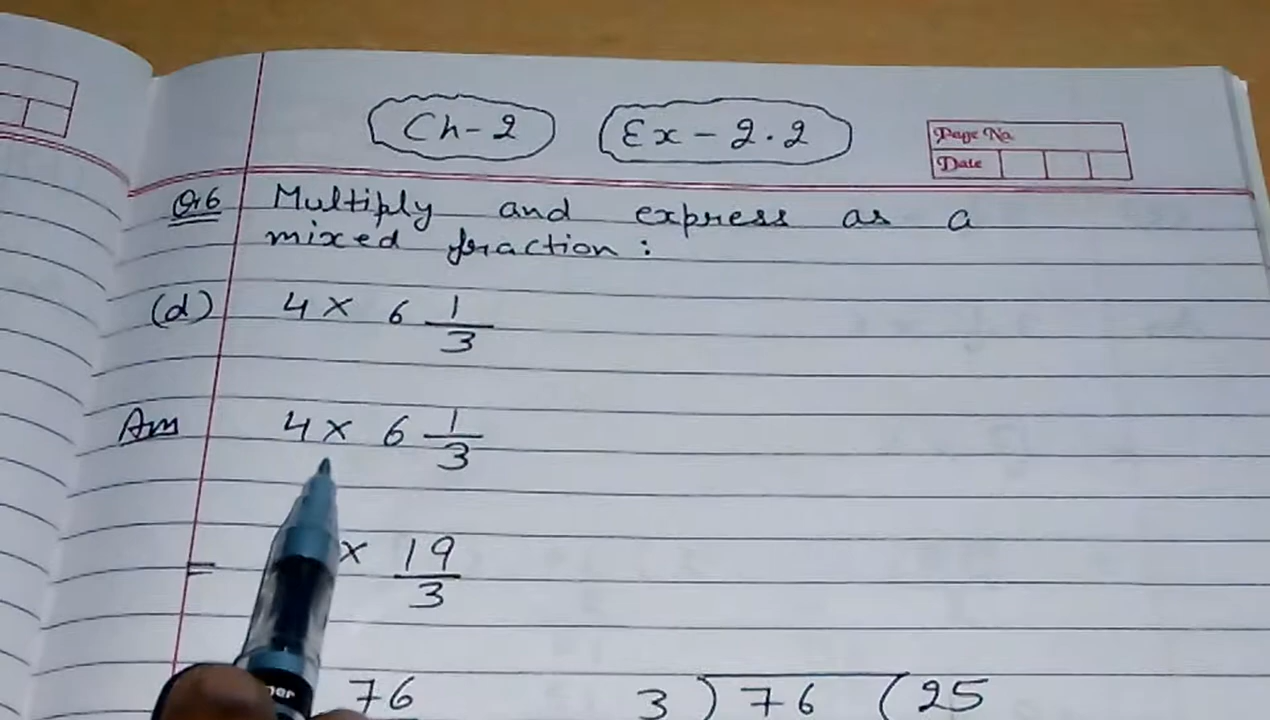 Ch-2 Ex-2.2
Page No.
Date
Q.6 Multiply and express as a
mixed fraction:
(d) 4 × 6 1/3
Ans 4 × 6 1/3
= × 19/3
76 3 ) 76 ( 25